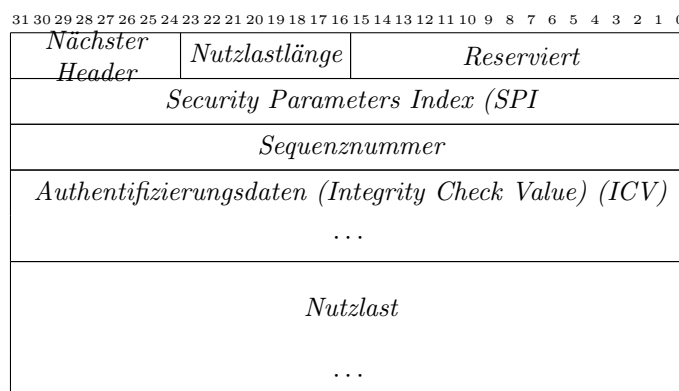 31 30 29 28 27 26 25 24 23 22 21 20 19 18 17 16 15 14 13 12 11 10 9 8 7 6 5 4 3 2 1 0
Nächster
Header
Nutzlastlänge
Reserviert
Security Parameters Index (SPI
Sequenznummer
Authentifizierungsdaten (Integrity Check Value) (ICV)
...
Nutzlast
...